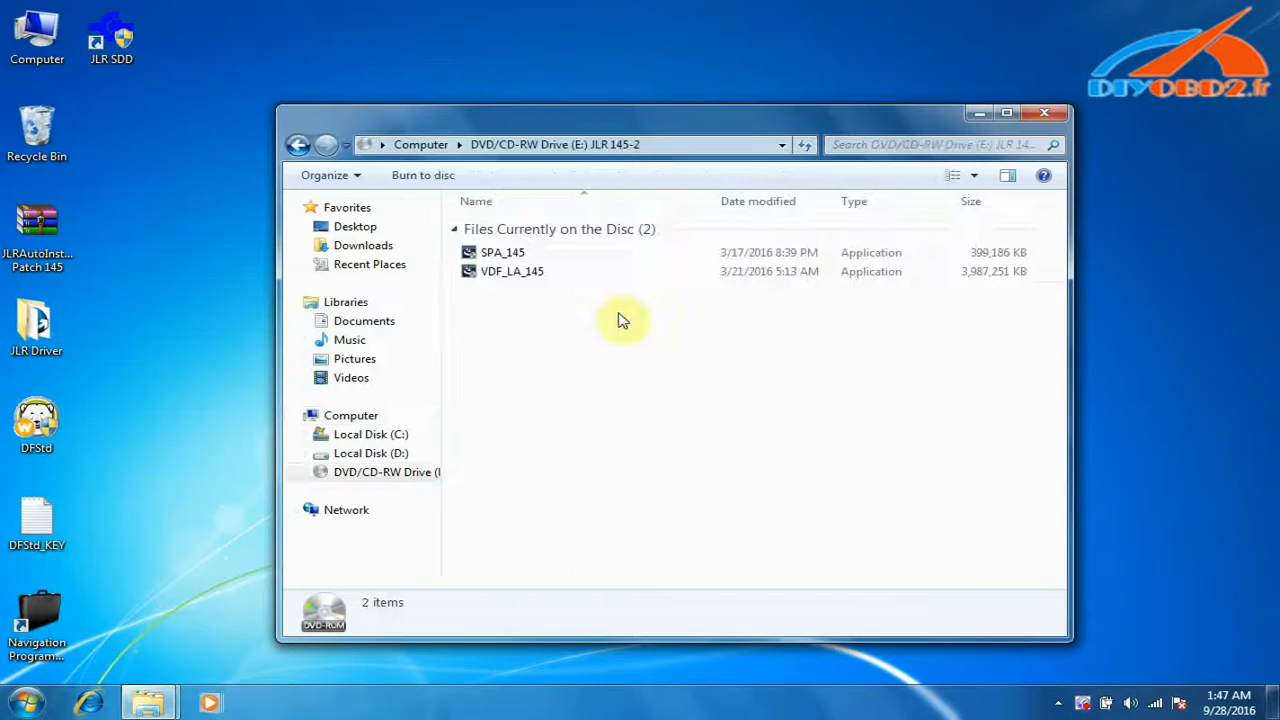 Computer
JLR SDD
Recycle Bin
JLRAutoInst...
Patch 145
JLR Driver
DFStd
DFStd_KEY
Navigation
Program...
DIYOBD2.fr
Computer
DVD/CD-RW Drive (E:) JLR 145-2
Search DVD/CD-RW Drive (E:) JLR 14...
Organize
Burn to disc
Favorites
Desktop
Downloads
Recent Places
Libraries
Documents
Music
Pictures
Videos
Computer
Local Disk (C:)
Local Disk (D:)
DVD/CD-RW Drive (
Network
Name Date modified Type Size
Files Currently on the Disc (2)
SPA_145 3/17/2016 8:39 PM Application 399,186 KB
VDF_LA_145 3/21/2016 5:13 AM Application 3,987,251 KB
DVD-ROM
2 items
1:47 AM
9/28/2016